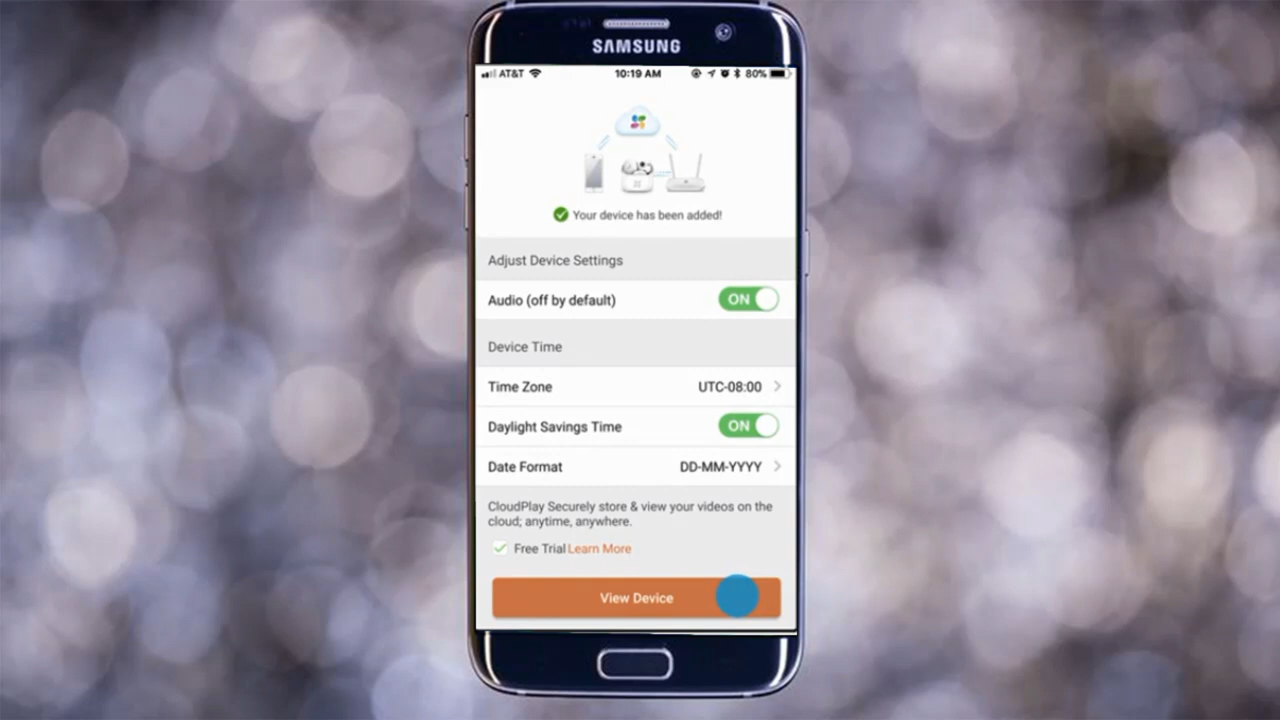 SAMSUNG
AT&T 10:19 AM 80%
Your device has been added!
Adjust Device Settings
Audio (off by default) ON
Device Time
Time Zone UTC-08:00
Daylight Savings Time ON
Date Format DD-MM-YYYY
CloudPlay Securely store & view your videos on the
cloud; anytime, anywhere.
Free Trial Learn More
View Device